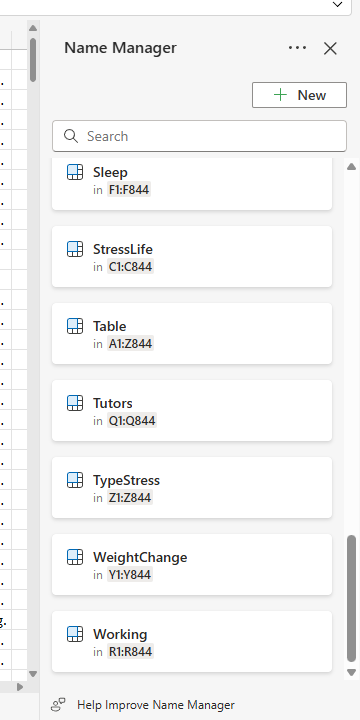 Name Manager
New
Search
Sleep
in F1:F844
StressLife
in C1:C844
Table
in A1:Z844
Tutors
in Q1:Q844
TypeStress
in Z1:Z844
WeightChange
in Y1:Y844
Working
in R1:R844
Help Improve Name Manager